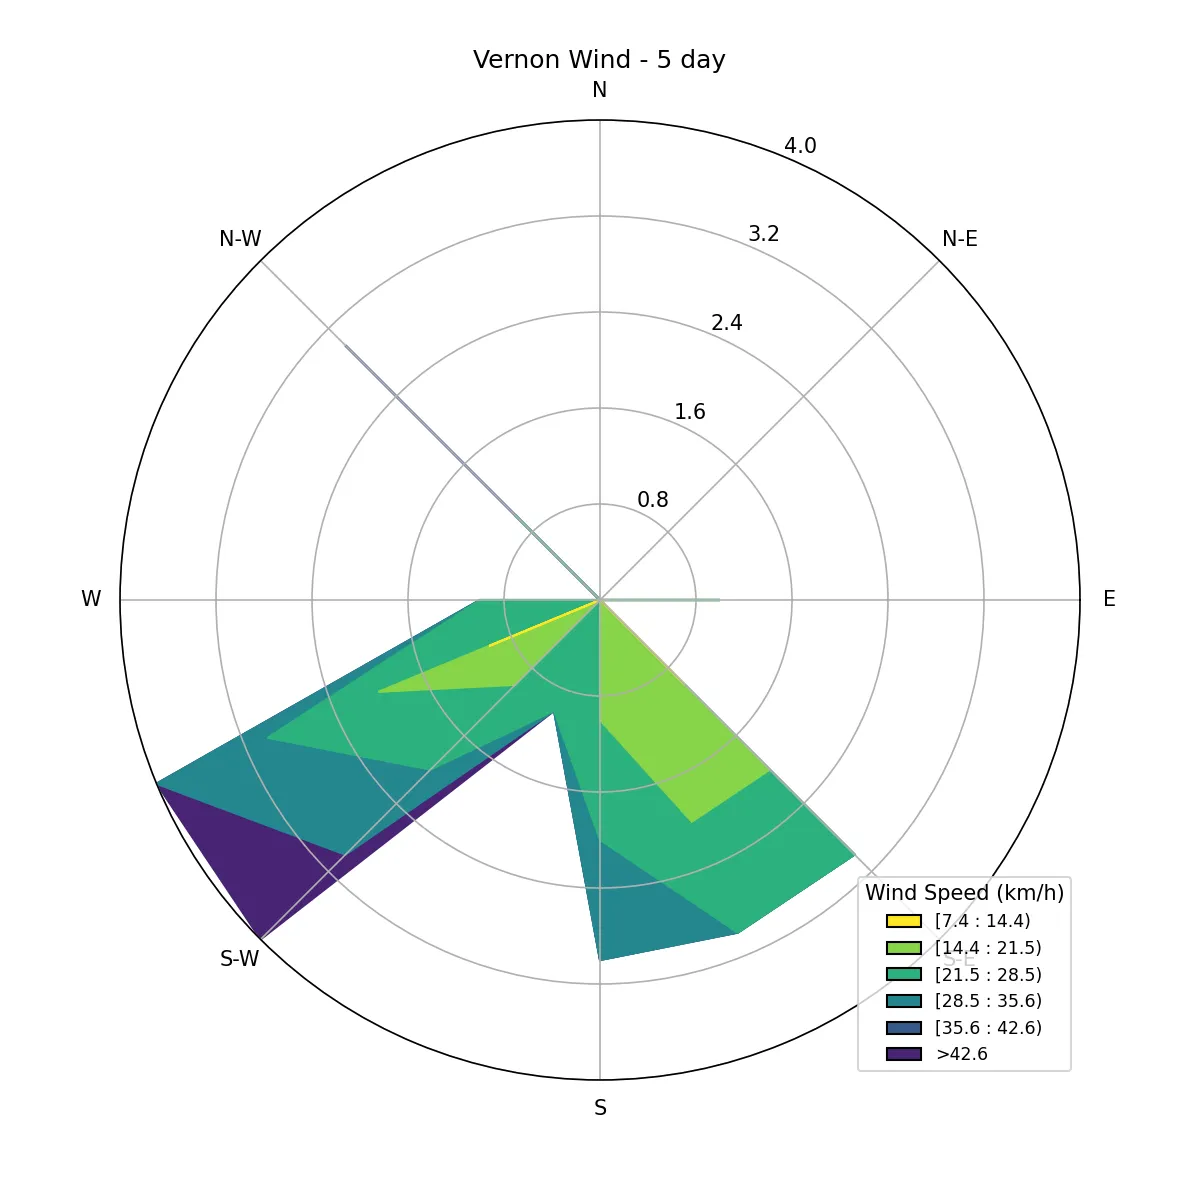 Vernon Wind - 5 day
N
4.0
N-W
3.2
N-E
2.4
1.6
0.8
W
E
Wind Speed (km/h)
[7.4 : 14.4)
[14.4 : 21.5)
S-W
S-E
[21.5 : 28.5)
[28.5 : 35.6)
[35.6 : 42.6)
>42.6
S